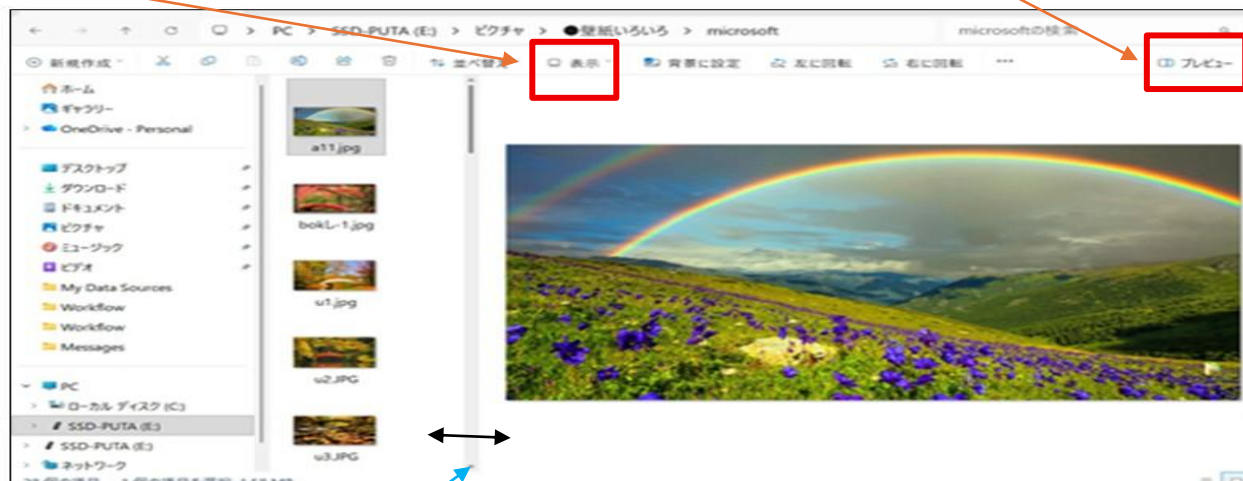 PC > SSD-PUTA (E:) > ピクチャ > ●壁紙いろいろ > microsoft
microsoftの検索
新規作成
並べ替え
表示
背景に設定
左に回転
右に回転
•••
プレビュー
ホーム
ギャラリー
OneDrive - Personal
デスクトップ
ダウンロード
ドキュメント
ピクチャ
ミュージック
ビデオ
My Data Sources
Workflow
Workflow
Messages
PC
ローカル ディスク (C:)
SSD-PUTA (E:)
SSD-PUTA (E:)
ネットワーク
a11.jpg
bokし-1.jpg
u1.jpg
u2.JPG
u3.JPG